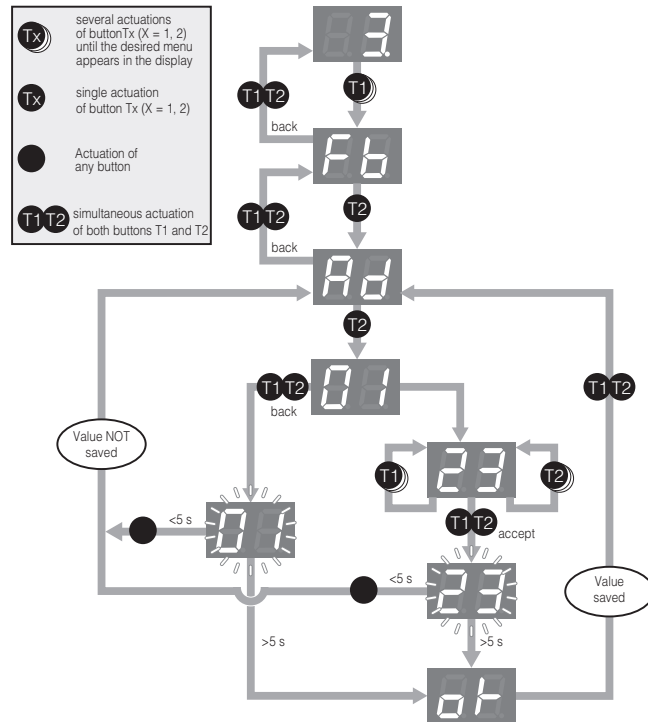 Tx
several actuations
of buttonTx (X = 1, 2)
until the desired menu
appears in the display
Tx
single actuation
of button Tx (X = 1, 2)
Actuation of
any button
T1 T2
simultaneous actuation
of both buttons T1 and T2
3
T1 T2
T1
back
Fb
T1 T2
T2
back
Ad
T2
T1 T2
01
T1 T2
back
Value NOT
saved
23
T1
T2
T1 T2
accept
<5 s
01
<5 s
23
Value
saved
>5 s
>5 s
ok